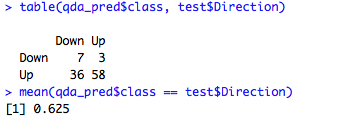 > table(qda_pred$class, test$Direction)
Down Up
Down 7 3
Up 36 58
> mean(qda_pred$class == test$Direction)
[1] 0.625